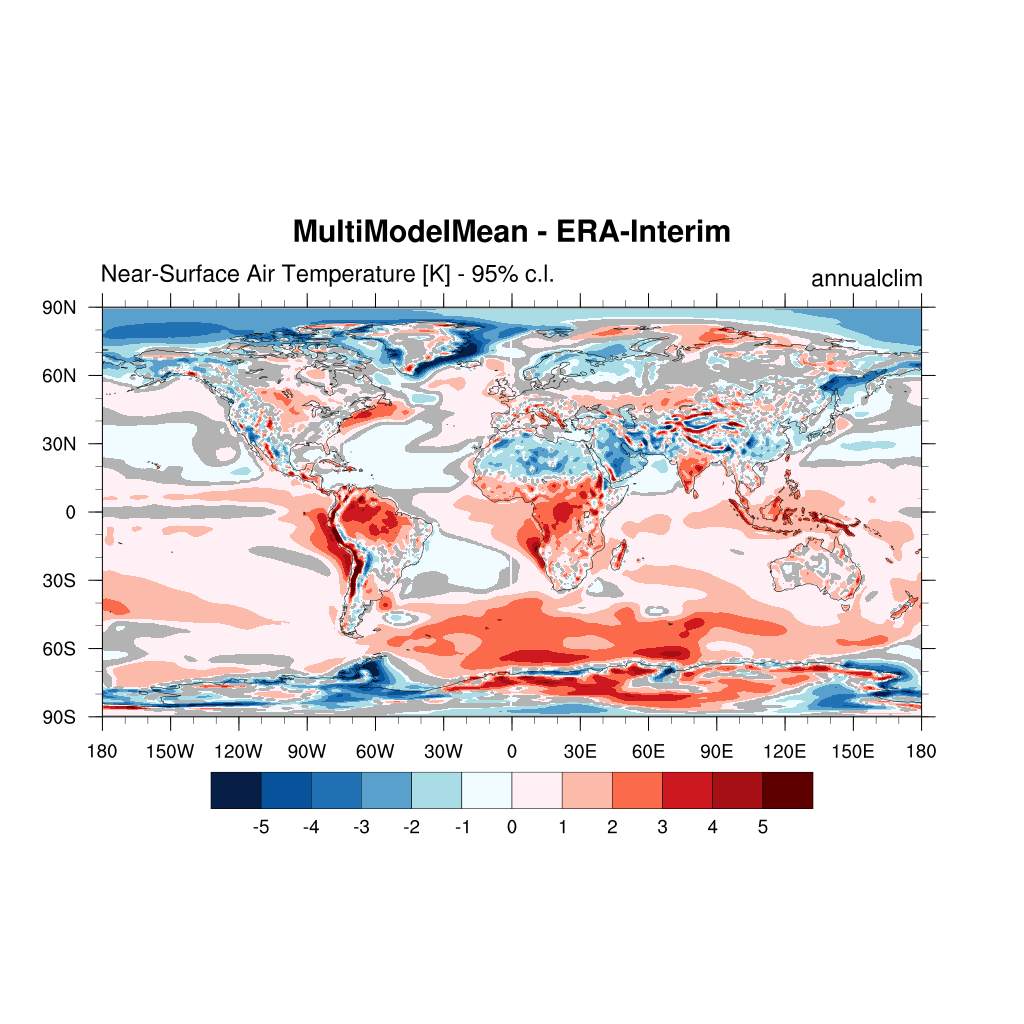 MultiModelMean - ERA-Interim
Near-Surface Air Temperature [K] - 95% c.l. annualclim
90N
60N
30N
0
30S
60S
90S
180 150W 120W 90W 60W 30W 0 30E 60E 90E 120E 150E 180
-5 -4 -3 -2 -1 0 1 2 3 4 5